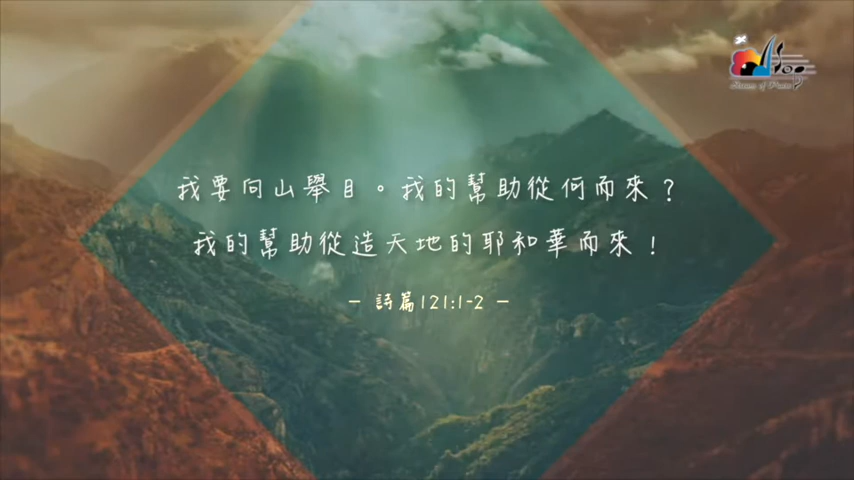 我要向山舉目。我的幫助從何而來？
我的幫助從造天地的耶和華而來！
– 詩篇121:1-2 –